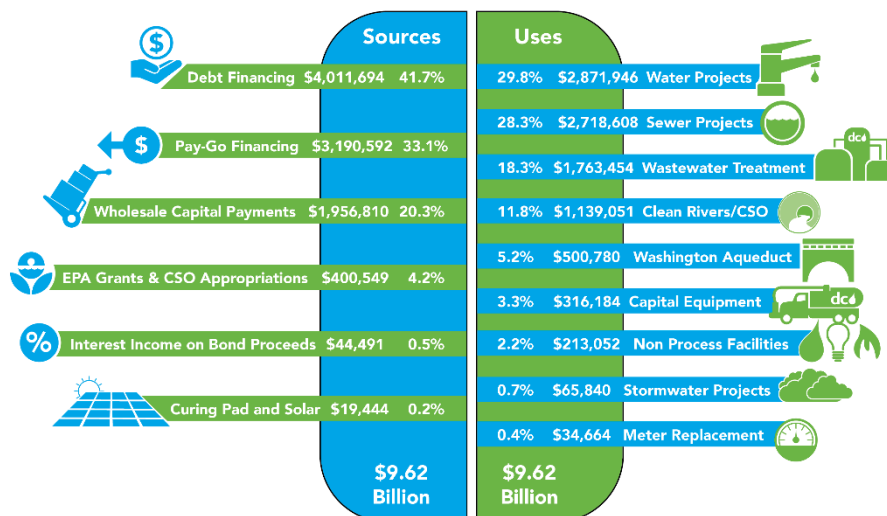 Sources
Debt Financing $4,011,694 41.7%
Pay-Go Financing $3,190,592 33.1%
Wholesale Capital Payments $1,956,810 20.3%
EPA Grants & CSO Appropriations $400,549 4.2%
Interest Income on Bond Proceeds $44,491 0.5%
Curing Pad and Solar $19,444 0.2%
$9.62
Billion
Uses
29.8% $2,871,946 Water Projects
28.3% $2,718,608 Sewer Projects
18.3% $1,763,454 Wastewater Treatment
dc
11.8% $1,139,051 Clean Rivers/CSO
5.2% $500,780 Washington Aqueduct
3.3% $316,184 Capital Equipment
dc
2.2% $213,052 Non Process Facilities
0.7% $65,840 Stormwater Projects
0.4% $34,664 Meter Replacement
$9.62
Billion